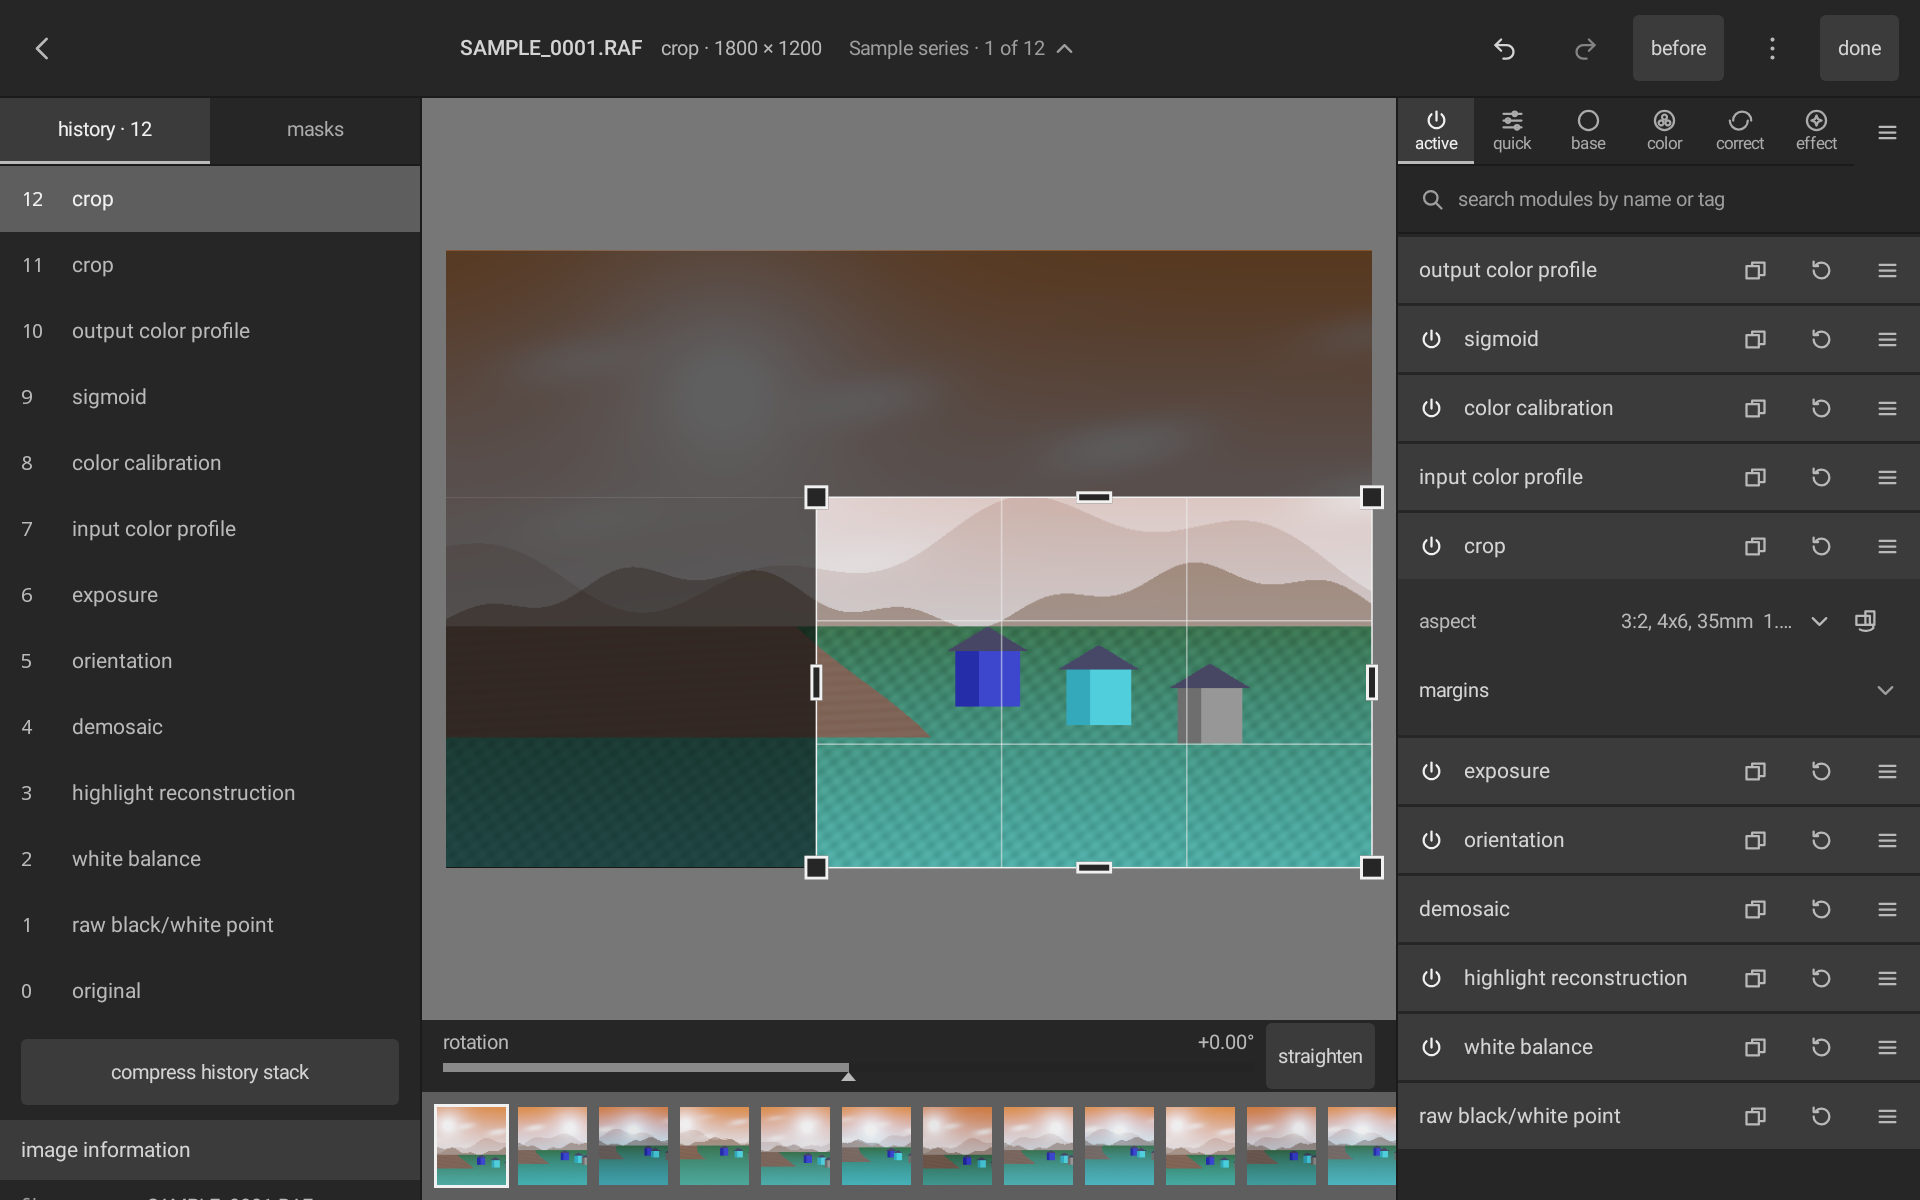 SAMPLE_0001.RAF crop · 1800 × 1200 Sample series · 1 of 12
before
done
history · 12
masks
12 crop
11 crop
10 output color profile
9 sigmoid
8 color calibration
7 input color profile
6 exposure
5 orientation
4 demosaic
3 highlight reconstruction
2 white balance
1 raw black/white point
0 original
compress history stack
image information
rotation
+0.00°
straighten
active
quick
base
color
correct
effect
search modules by name or tag
output color profile
sigmoid
color calibration
input color profile
crop
aspect 3:2, 4x6, 35mm 1....
margins
exposure
orientation
demosaic
highlight reconstruction
white balance
raw black/white point